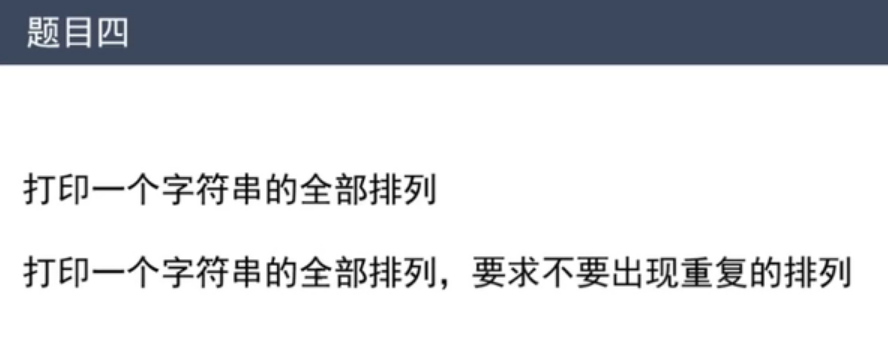 题目四
打印一个字符串的全部排列
打印一个字符串的全部排列，要求不要出现重复的排列